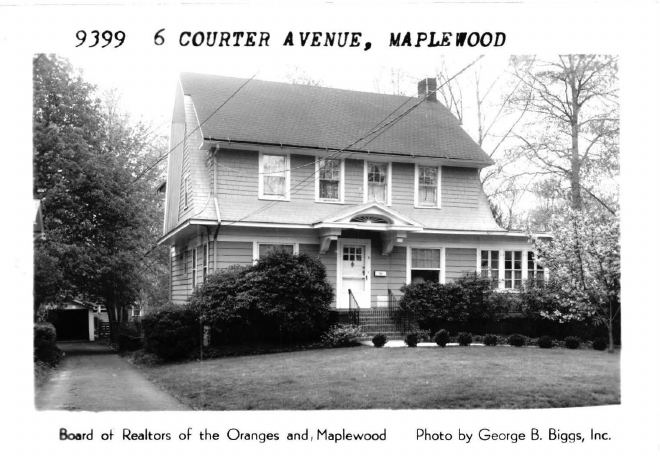 9399 6 COURTER AVENUE, MAPLEWOOD
Board of Realtors of the Oranges and, Maplewood Photo by George B. Biggs, Inc.